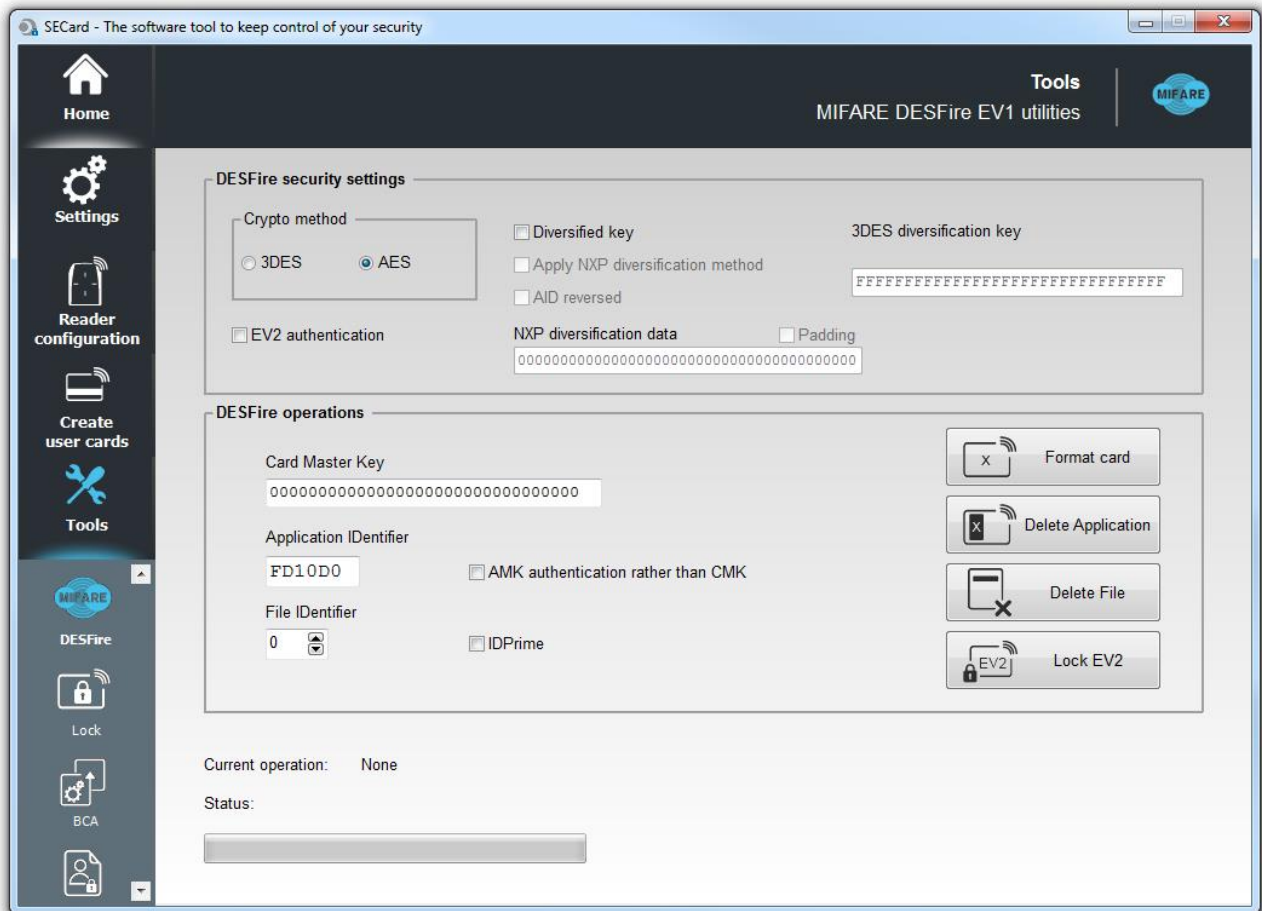 SECard - The software tool to keep control of your security
Home
Tools
MIFARE DESFire EV1 utilities
MIFARE
Settings
Reader
configuration
Create
user cards
Tools
MIFARE
DESFire
Lock
BCA
DESFire security settings
Crypto method
3DES
AES
EV2 authentication
Diversified key
Apply NXP diversification method
AID reversed
NXP diversification data
Padding
3DES diversification key
DESFire operations
Card Master Key
Application IDentifier
FD10D0
AMK authentication rather than CMK
File IDentifier
0
IDPrime
X
Format card
X
Delete Application
Delete File
EV2
Lock EV2
Current operation: None
Status: